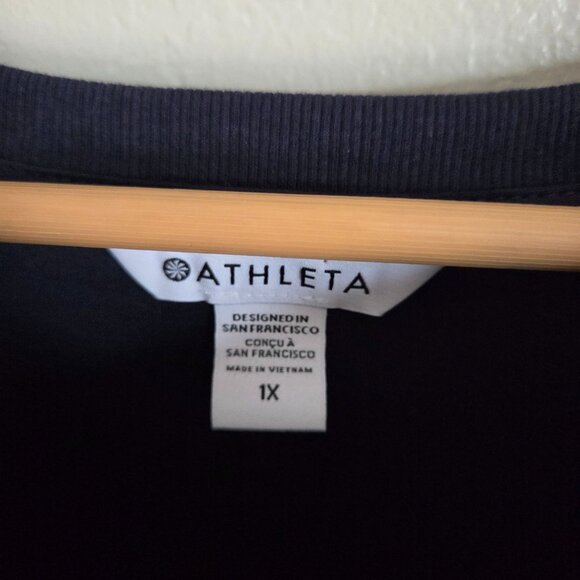 ATHLETA
DESIGNED IN
SAN FRANCISCO
CONÇU À
SAN FRANCISCO
MADE IN VIETNAM
1X